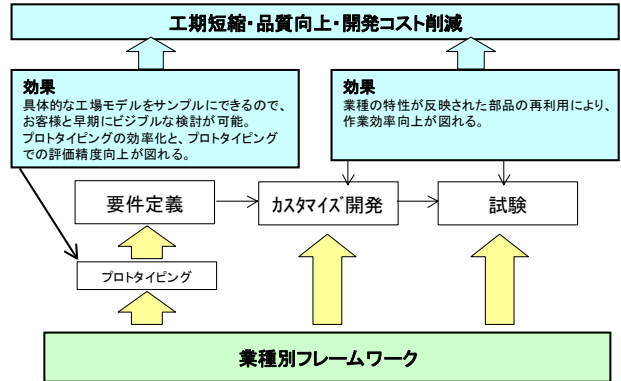 工期短縮・品質向上・開発コスト削減
効果
具体的な工場モデルをサンプルにできるので、
お客様と早期にビジブルな検討が可能。
プロトタイピングの効率化と、プロトタイピング
での評価精度向上が図れる。
効果
業種の特性が反映された部品の再利用により、
作業効率向上が図れる。
要件定義
カスタマイズ開発
試験
プロトタイピング
業種別フレームワーク